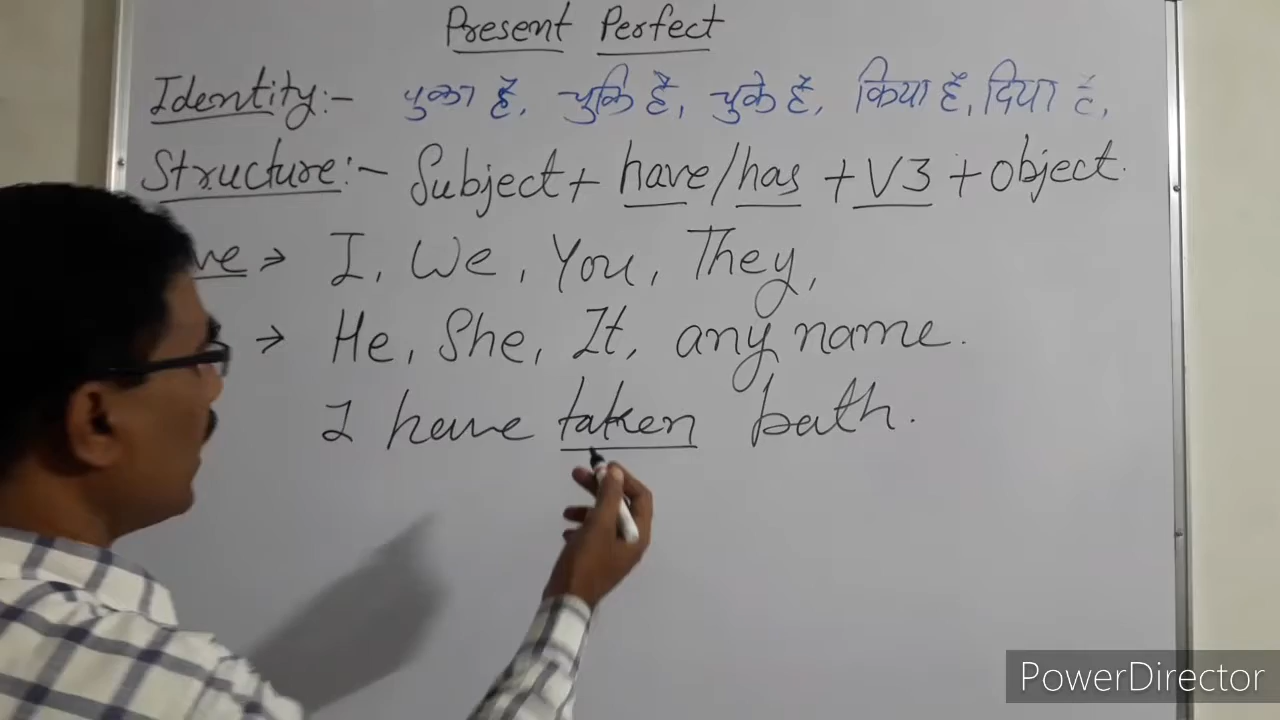 Present Perfect
Identity:- चुका हैं, चुकि है, चुके हैं, किया हैं, दिया हैं,
Structure:- Subject + have/has + V3 + object.
ve → I, We, You, They,
→ He, She, It, any name.
I have taken bath.
PowerDirector